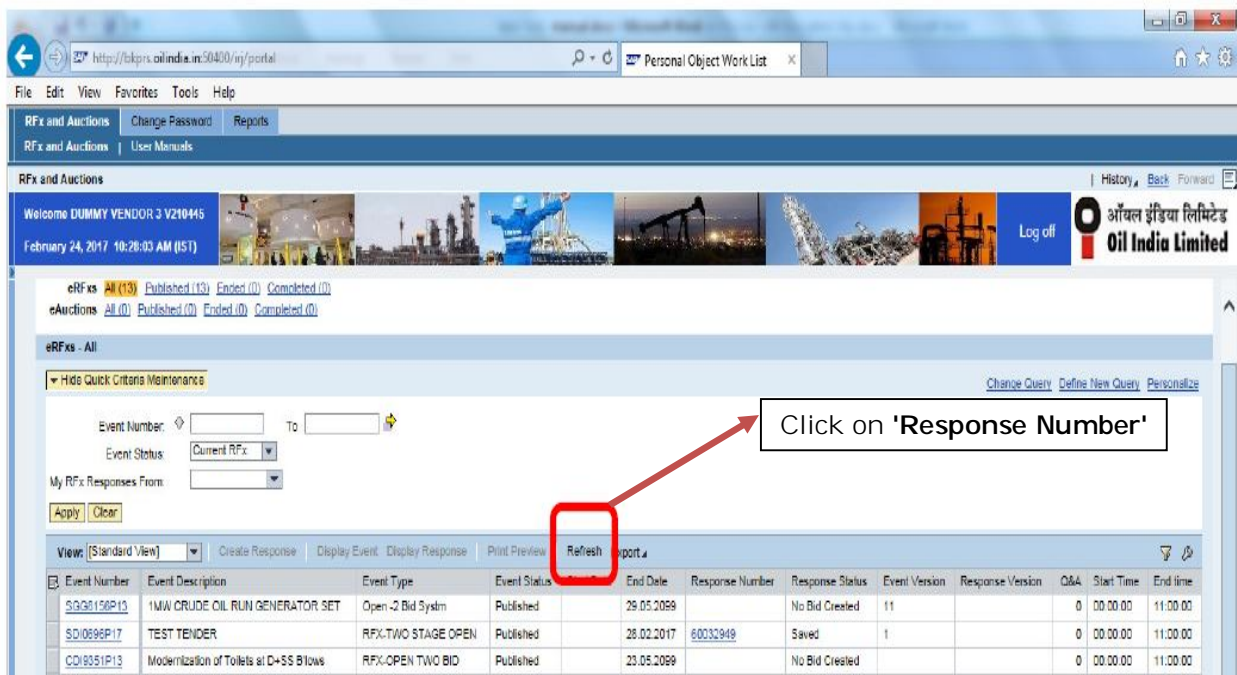 http://bkprs.oilindia.in:50400/irj/portal
Personal Object Work List
File Edit View Favorites Tools Help
RFx and Auctions Change Password Reports
RFx and Auctions | User Manuals
RFx and Auctions | History Back Forward
Welcome DUMMY VENDOR 3 V210445
February 24, 2017 10:28:03 AM (IST)
Log off
ऑयल इंडिया लिमिटेड
Oil India Limited
eRFxs All (13) Published (13) Ended (0) Completed (0)
eAuctions All (0) Published (0) Ended (0) Completed (0)
eRFxs - All
Hide Quick Criteria Maintenance Change Query Define New Query Personalize
Click on 'Response Number'
Event Number: To
Event Status: Current RFx
My RFx Responses From:
Apply Clear
View: [Standard View] Create Response Display Event Display Response Print Preview Refresh Export
Event Number Event Description Event Type Event Status End Date Response Number Response Status Event Version Response Version Q&A Start Time End time
SGG8156P13 1MW CRUDE OIL RUN GENERATOR SET Open -2 Bid Systm Published 29.05.2099 No Bid Created 11 0 00:00:00 11:00:00
SDI0696P17 TEST TENDER RFX-TWO STAGE OPEN Published 28.02.2017 60032949 Saved 1 0 00:00:00 11:00:00
CDI9351P13 Modernization of Toilets at D+SS B'lows RFX-OPEN TWO BID Published 23.05.2099 No Bid Created 0 00:00:00 11:00:00